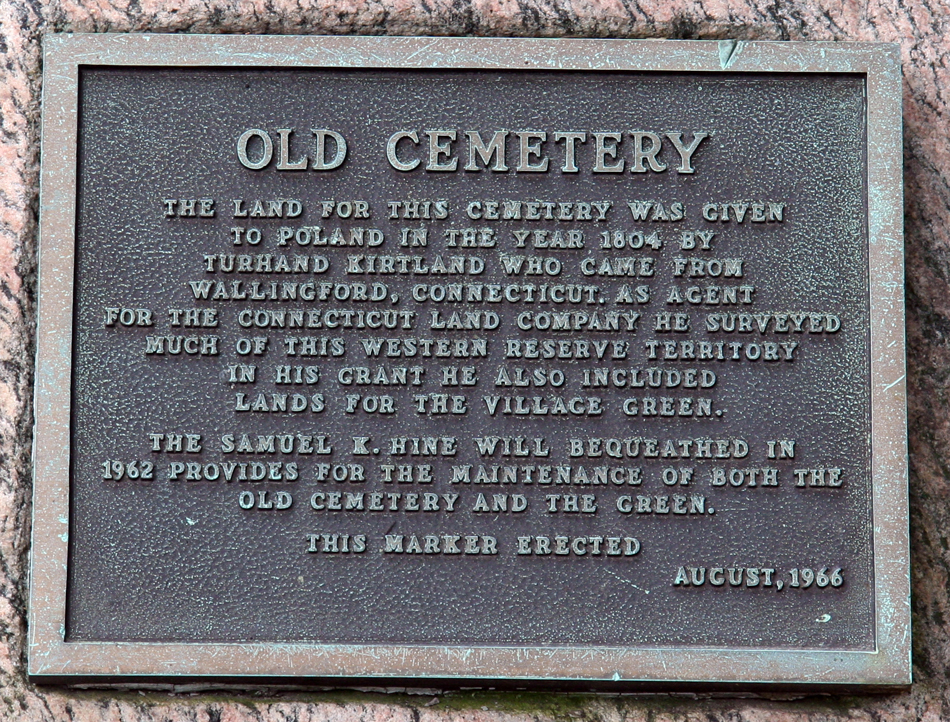 OLD CEMETERY
THE LAND FOR THIS CEMETERY WAS GIVEN
TO POLAND IN THE YEAR 1804 BY
TURHAND KIRTLAND WHO CAME FROM
WALLINGFORD, CONNECTICUT. AS AGENT
FOR THE CONNECTICUT LAND COMPANY HE SURVEYED
MUCH OF THIS WESTERN RESERVE TERRITORY
IN HIS GRANT HE ALSO INCLUDED
LANDS FOR THE VILLAGE GREEN.
THE SAMUEL K. HINE WILL BEQUEATHED IN
1962 PROVIDES FOR THE MAINTENANCE OF BOTH THE
OLD CEMETERY AND THE GREEN.
THIS MARKER ERECTED
AUGUST, 1966